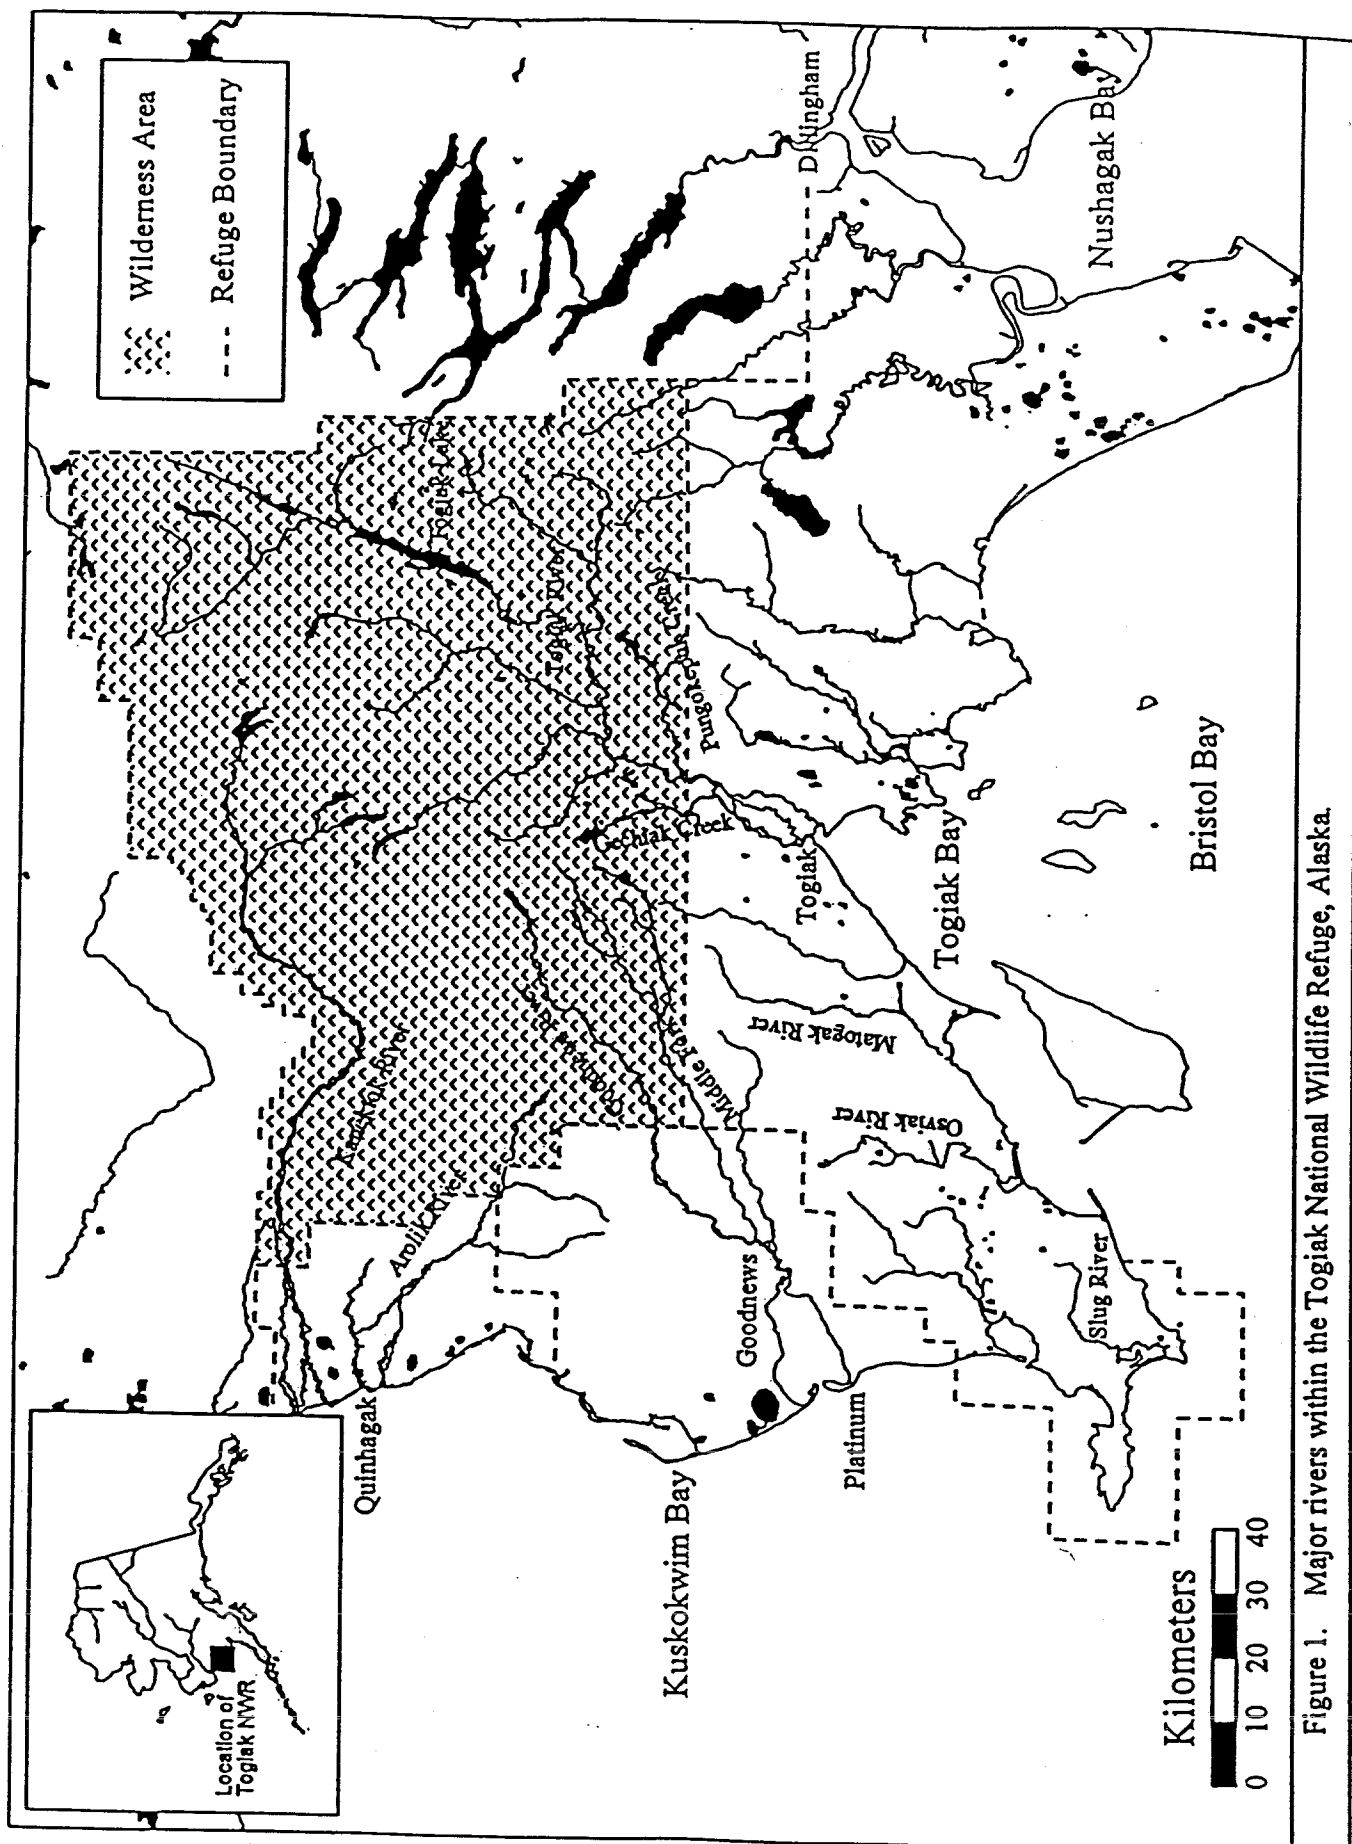 Wilderness Area
Refuge Boundary
Location of
Togiak NWR
Togiak Lake
Togiak River
Pungokepuk Creek
Gechiak Creek
Kanektok River
Arolik River
Goodnews River
Middle Fork
Matogak River
Osviak River
Slug River
Quinhagak
Goodnews
Platinum
Togiak
Dillingham
Kuskokwim Bay
Togiak Bay
Nushagak Bay
Bristol Bay
Kilometers
0 10 20 30 40
Figure 1. Major rivers within the Togiak National Wildlife Refuge, Alaska.